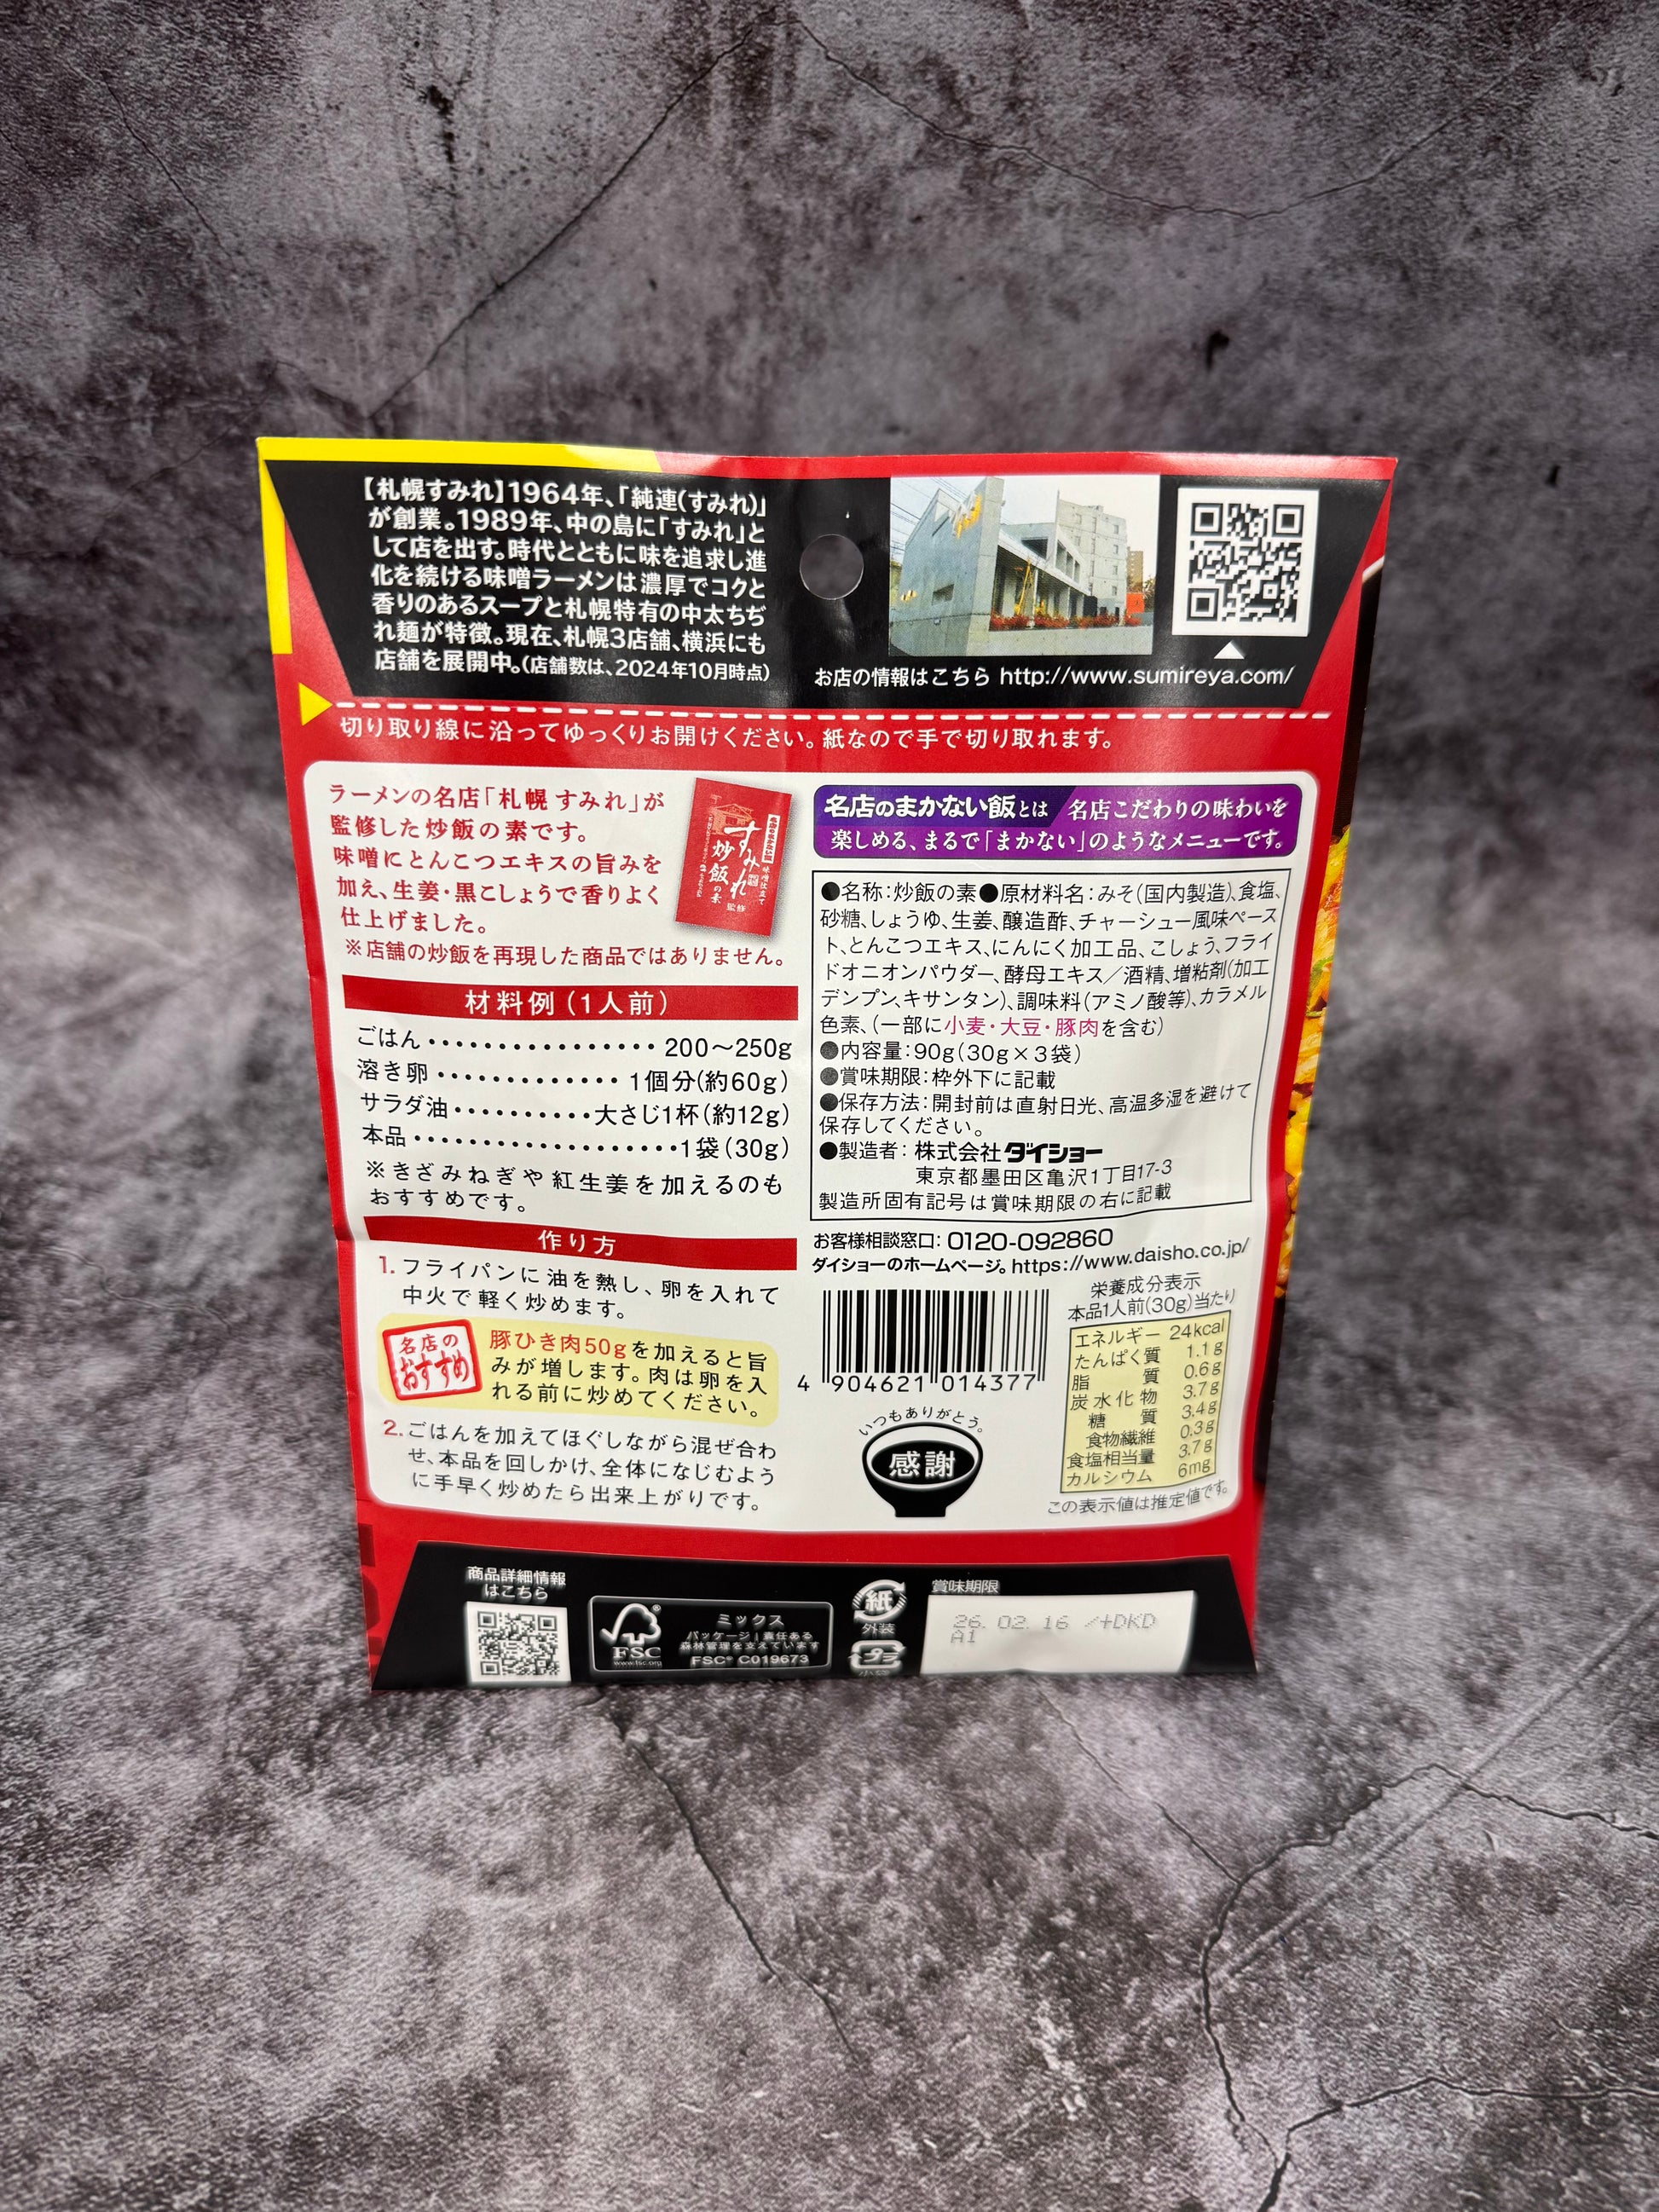 【札幌すみれ】1964年、「純連(すみれ)」
が創業。1989年、中の島に「すみれ」と
して店を出す。時代とともに味を追求し進
化を続ける味噌ラーメンは濃厚でコクと
香りのあるスープと札幌特有の中太ちぢ
れ麺が特徴。現在、札幌3店舗、横浜にも
店舗を展開中。(店舗数は、2024年10月時点)
お店の情報はこちら http://www.sumireya.com/
切り取り線に沿ってゆっくりお開けください。紙なので手で切り取れます。
ラーメンの名店「札幌 すみれ」が
監修した炒飯の素です。
味噌にとんこつエキスの旨みを
加え、生姜・黒こしょうで香りよく
仕上げました。
※店舗の炒飯を再現した商品ではありません。
すみれ
監修
炒飯の素
材料例(1人前)
ごはん・・・・・・・・・・・・・・・・200〜250g
溶き卵・・・・・・・・・・・・・1個分(約60g)
サラダ油・・・・・・・・・・大さじ1杯(約12g)
本品・・・・・・・・・・・・・・・・・・1袋(30g)
※きざみねぎや紅生姜を加えるのも
おすすめです。
作り方
1. フライパンに油を熱し、卵を入れて
中火で軽く炒めます。
名店の
おすすめ
豚ひき肉50gを加えると旨
みが増します。肉は卵を入
れる前に炒めてください。
2. ごはんを加えてほぐしながら混ぜ合わ
せ、本品を回しかけ、全体になじむよう
に手早く炒めたら出来上がりです。
名店のまかない飯とは 名店こだわりの味わいを
楽しめる、まるで「まかない」のようなメニューです。
●名称:炒飯の素●原材料名:みそ(国内製造)、食塩、
砂糖、しょうゆ、生姜、醸造酢、チャーシュー風味ペース
ト、とんこつエキス、にんにく加工品、こしょう、フライ
ドオニオンパウダー、酵母エキス／酒精、増粘剤(加工
デンプン、キサンタン)、調味料(アミノ酸等)、カラメル
色素、(一部に小麦・大豆・豚肉を含む)
●内容量:90g(30g×3袋)
●賞味期限:枠外下に記載
●保存方法:開封前は直射日光、高温多湿を避けて
保存してください。
●製造者:株式会社ダイショー
東京都墨田区亀沢1丁目17-3
製造所固有記号は賞味期限の右に記載
お客様相談窓口:0120-092860
ダイショーのホームページ。https://www.daisho.co.jp/
4 904621 014377
いつもありがとう。
感謝
栄養成分表示
本品1人前(30g)当たり
エネルギー 24kcal
たんぱく質 1.1g
脂質 0.6g
炭水化物 3.7g
糖質 3.4g
食物繊維 0.3g
食塩相当量 3.7g
カルシウム 6mg
この表示値は推定値です。
商品詳細情報
はこちら
FSC
www.fsc.org
ミックス
パッケージ｜責任ある
森林管理を支えています
FSC® C019673
紙
外装
プラ
小袋
賞味期限
26. 02. 16 /+DKD
A1